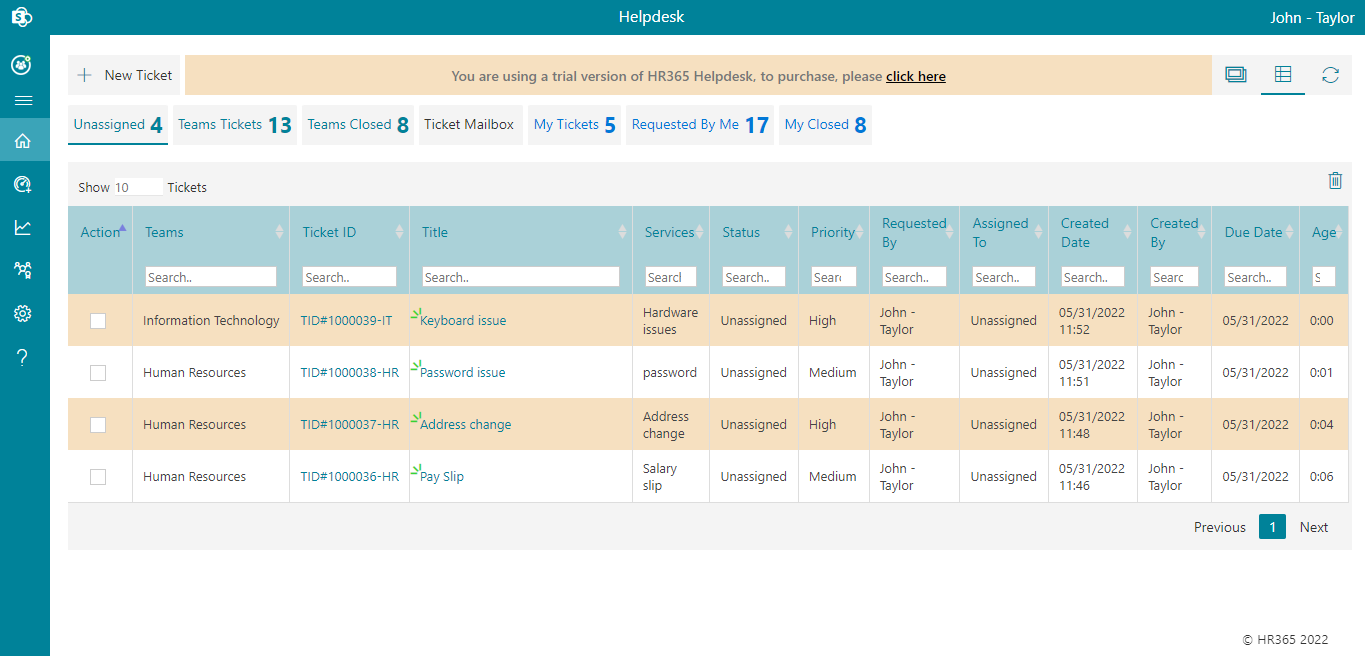 Helpdesk
John - Taylor
New Ticket
You are using a trial version of HR365 Helpdesk, to purchase, please click here
Unassigned 4 Teams Tickets 13 Teams Closed 8 Ticket Mailbox My Tickets 5 Requested By Me 17 My Closed 8
Show 10 Tickets
Action Teams Ticket ID Title Services Status Priority Requested By Assigned To Created Date Created By Due Date Age
Search.. Search.. Search.. Searcl Search.. Searc Search.. Search.. Search.. Searc Search.. S
Information Technology TID#1000039-IT Keyboard issue Hardware issues Unassigned High John - Taylor Unassigned 05/31/2022 11:52 John - Taylor 05/31/2022 0:00
Human Resources TID#1000038-HR Password issue password Unassigned Medium John - Taylor Unassigned 05/31/2022 11:51 John - Taylor 05/31/2022 0:01
Human Resources TID#1000037-HR Address change Address change Unassigned High John - Taylor Unassigned 05/31/2022 11:48 John - Taylor 05/31/2022 0:04
Human Resources TID#1000036-HR Pay Slip Salary slip Unassigned Medium John - Taylor Unassigned 05/31/2022 11:46 John - Taylor 05/31/2022 0:06
Previous 1 Next
© HR365 2022